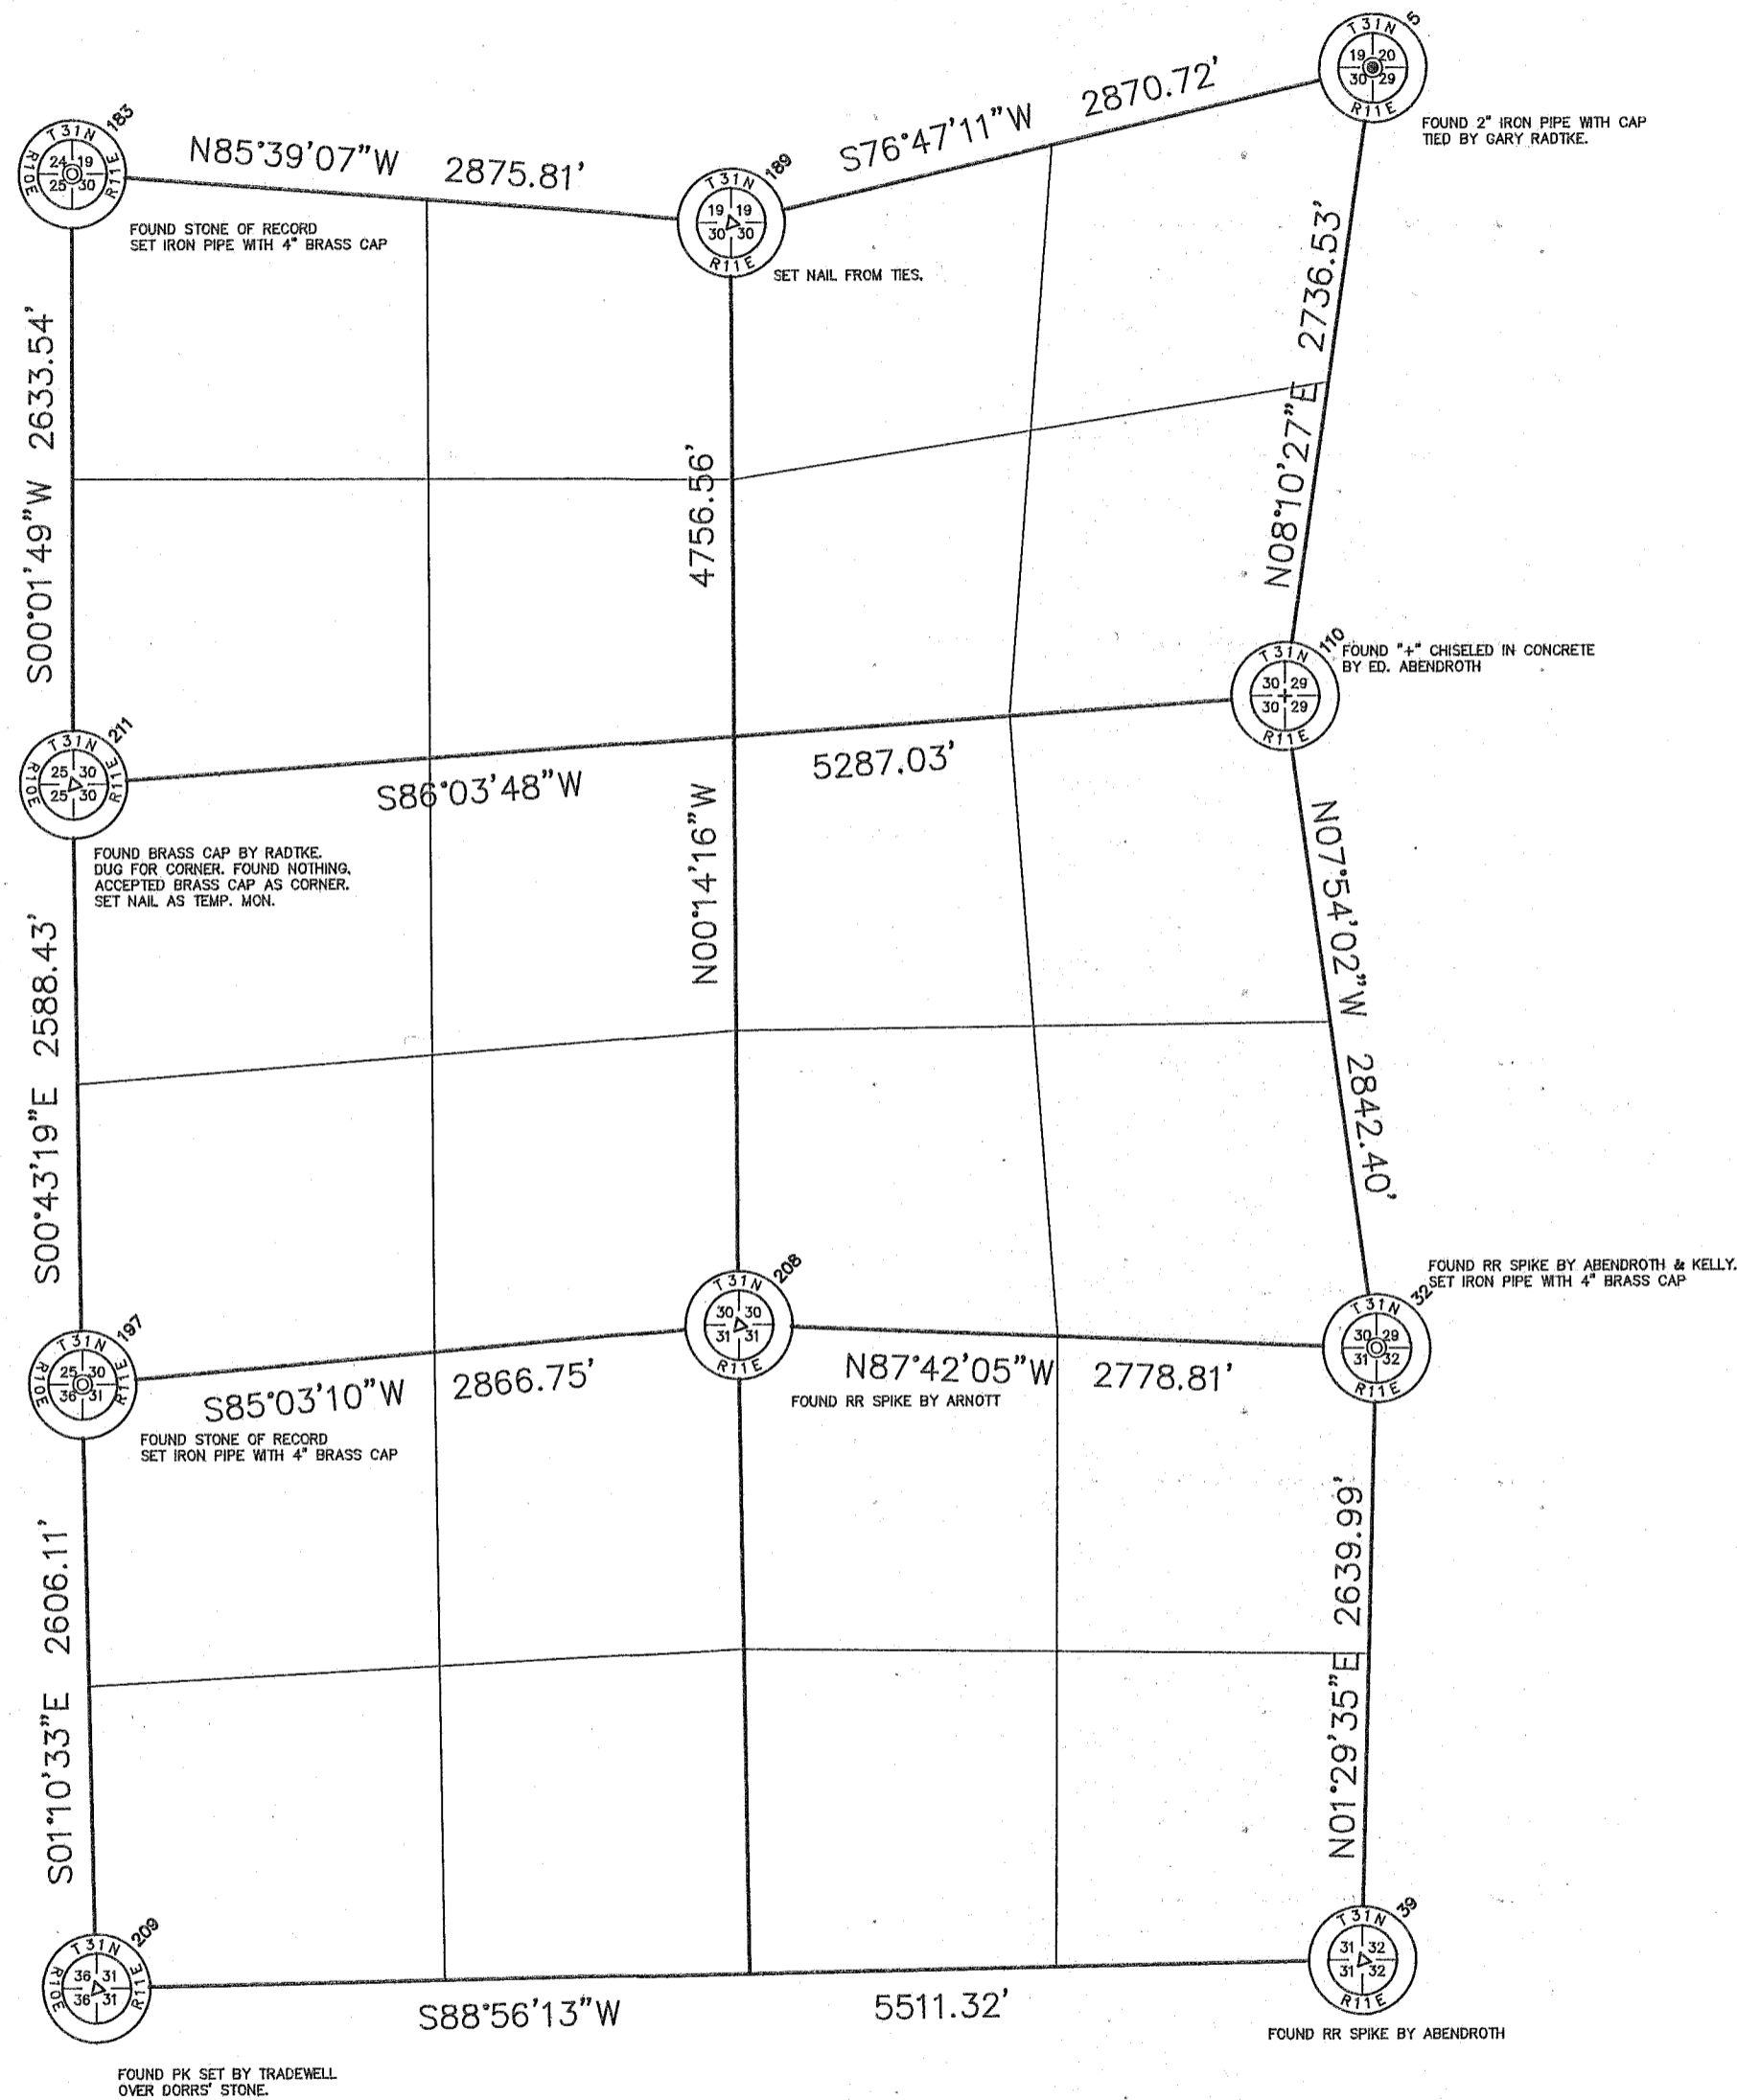 T31N 5
19 20
30 29
R11E
FOUND 2" IRON PIPE WITH CAP
TIED BY GARY RADTKE.
T31N 183
R10E R11E
24 19
25 30
N85°39'07"W 2875.81'
FOUND STONE OF RECORD
SET IRON PIPE WITH 4" BRASS CAP
T31N 189
19 19
30 30
R11E
SET NAIL FROM TIES.
S76°47'11"W 2870.72'
S00°01'49"W 2633.54'
4756.56'
N00°14'16"W
N08°10'27"E 2736.53'
T31N 110
30 29
30 29
R11E
FOUND "+" CHISELED IN CONCRETE
BY ED. ABENDROTH
T31N 211
R10E R11E
25 30
25 30
S86°03'48"W 5287.03'
FOUND BRASS CAP BY RADTKE.
DUG FOR CORNER. FOUND NOTHING.
ACCEPTED BRASS CAP AS CORNER.
SET NAIL AS TEMP. MON.
S00°43'19"E 2588.43'
N07°54'02"W 2842.40'
T31N 208
30 30
31 31
R11E
FOUND RR SPIKE BY ABENDROTH & KELLY.
SET IRON PIPE WITH 4" BRASS CAP
T31N 32
30 29
31 32
R11E
T31N 197
R10E R11E
25 30
36 31
S85°03'10"W 2866.75'
N87°42'05"W 2778.81'
FOUND RR SPIKE BY ARNOTT
FOUND STONE OF RECORD
SET IRON PIPE WITH 4" BRASS CAP
S01°10'33"E 2606.11'
N01°29'35"E 2639.99'
T31N 39
31 32
31 32
R11E
T31N 209
R10E R11E
36 31
36 31
S88°56'13"W 5511.32'
FOUND RR SPIKE BY ABENDROTH
FOUND PK SET BY TRADEWELL
OVER DORRS' STONE.